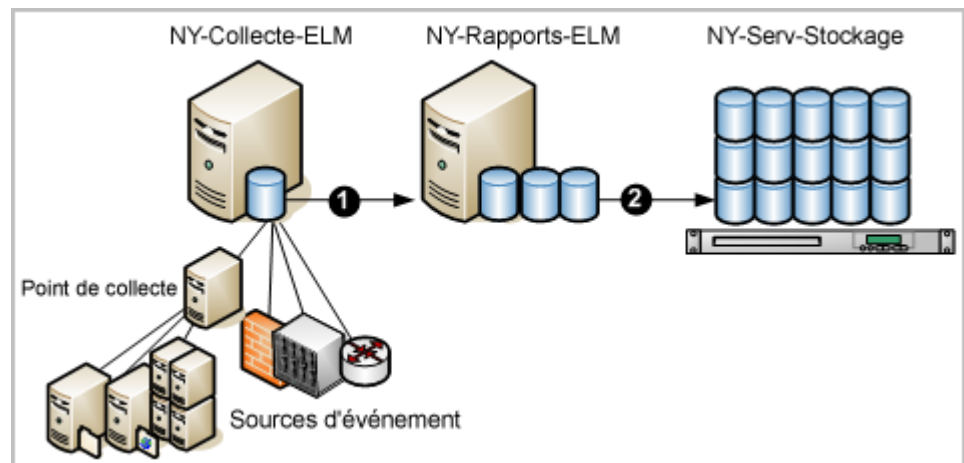 NY-Collecte-ELM
NY-Rapports-ELM
NY-Serv-Stockage
1
2
Point de collecte
Sources d'événement